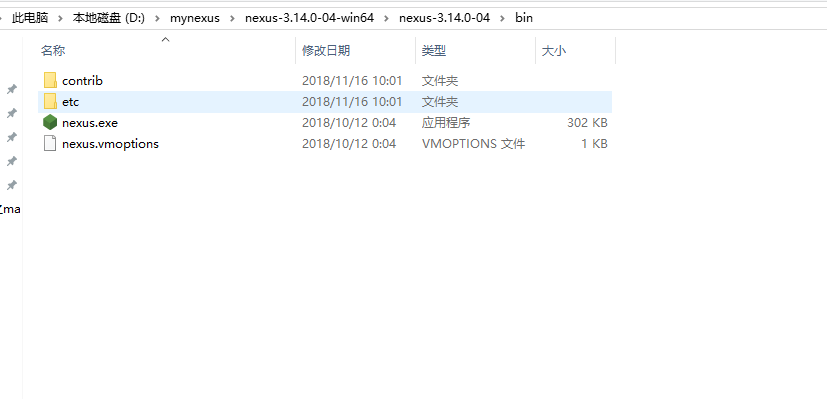 此电脑 > 本地磁盘 (D:) > mynexus > nexus-3.14.0-04-win64 > nexus-3.14.0-04 > bin
名称 修改日期 类型 大小
contrib 2018/11/16 10:01 文件夹
etc 2018/11/16 10:01 文件夹
nexus.exe 2018/10/12 0:04 应用程序 302 KB
nexus.vmoptions 2018/10/12 0:04 VMOPTIONS 文件 1 KB
ma